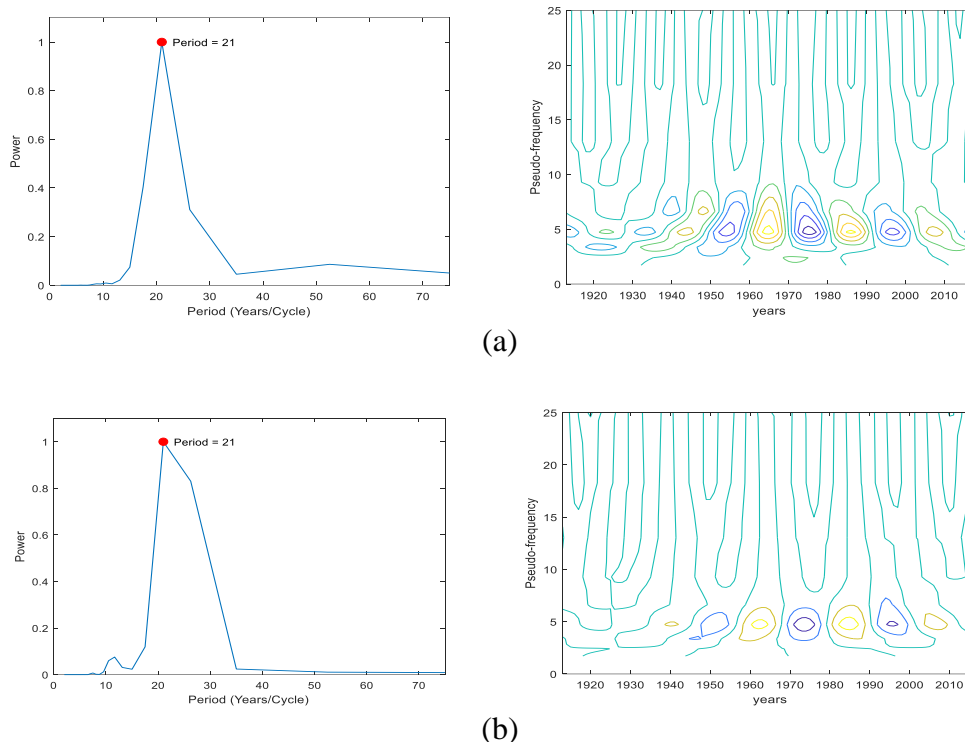 1
0.8
0.6
0.4
0.2
0
Power
Period = 21
0 10 20 30 40 50 60 70
Period (Years/Cycle)
25
20
15
10
5
0
Pseudo-frequency
1920 1930 1940 1950 1960 1970 1980 1990 2000 2010
years
(a)
1
0.8
0.6
0.4
0.2
0
Power
Period = 21
0 10 20 30 40 50 60 70
Period (Years/Cycle)
25
20
15
10
5
0
Pseudo-frequency
1920 1930 1940 1950 1960 1970 1980 1990 2000 2010
years
(b)